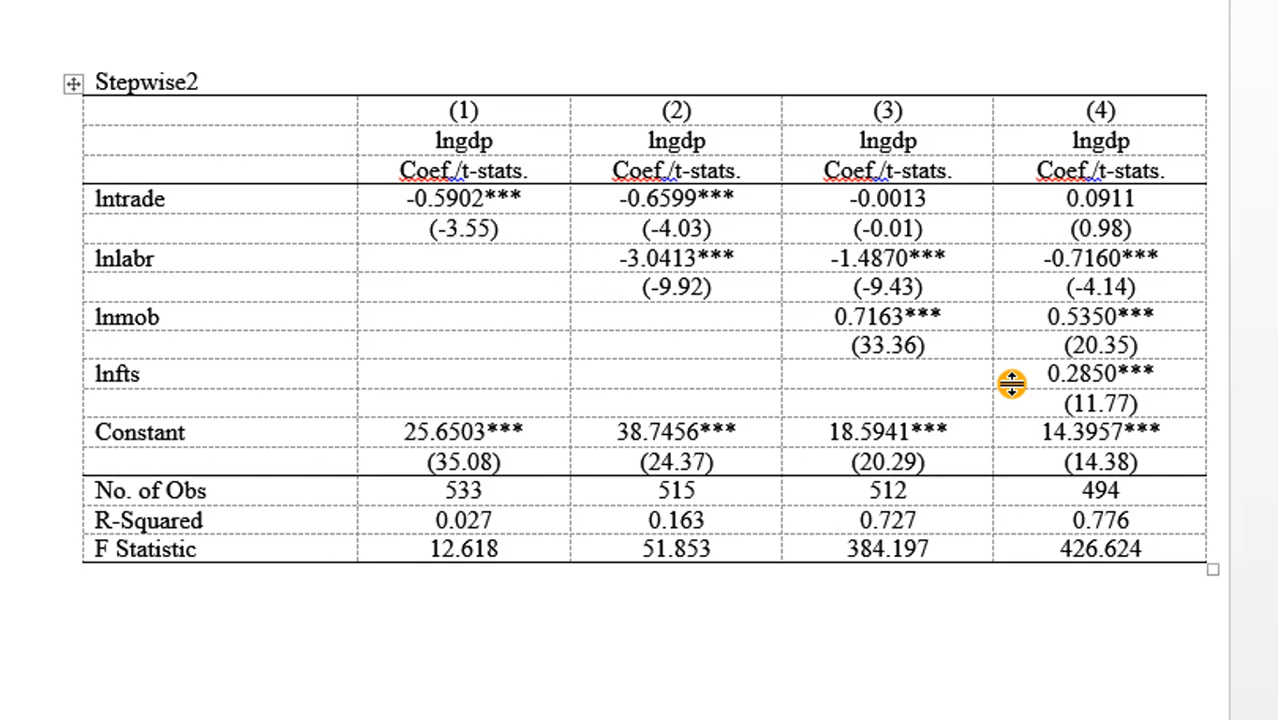 Stepwise2
(1) (2) (3) (4)
lngdp lngdp lngdp lngdp
Coef./t-stats. Coef./t-stats. Coef./t-stats. Coef./t-stats.
lntrade -0.5902*** -0.6599*** -0.0013 0.0911
(-3.55) (-4.03) (-0.01) (0.98)
lnlabr -3.0413*** -1.4870*** -0.7160***
(-9.92) (-9.43) (-4.14)
lnmob 0.7163*** 0.5350***
(33.36) (20.35)
lnfts 0.2850***
(11.77)
Constant 25.6503*** 38.7456*** 18.5941*** 14.3957***
(35.08) (24.37) (20.29) (14.38)
No. of Obs 533 515 512 494
R-Squared 0.027 0.163 0.727 0.776
F Statistic 12.618 51.853 384.197 426.624